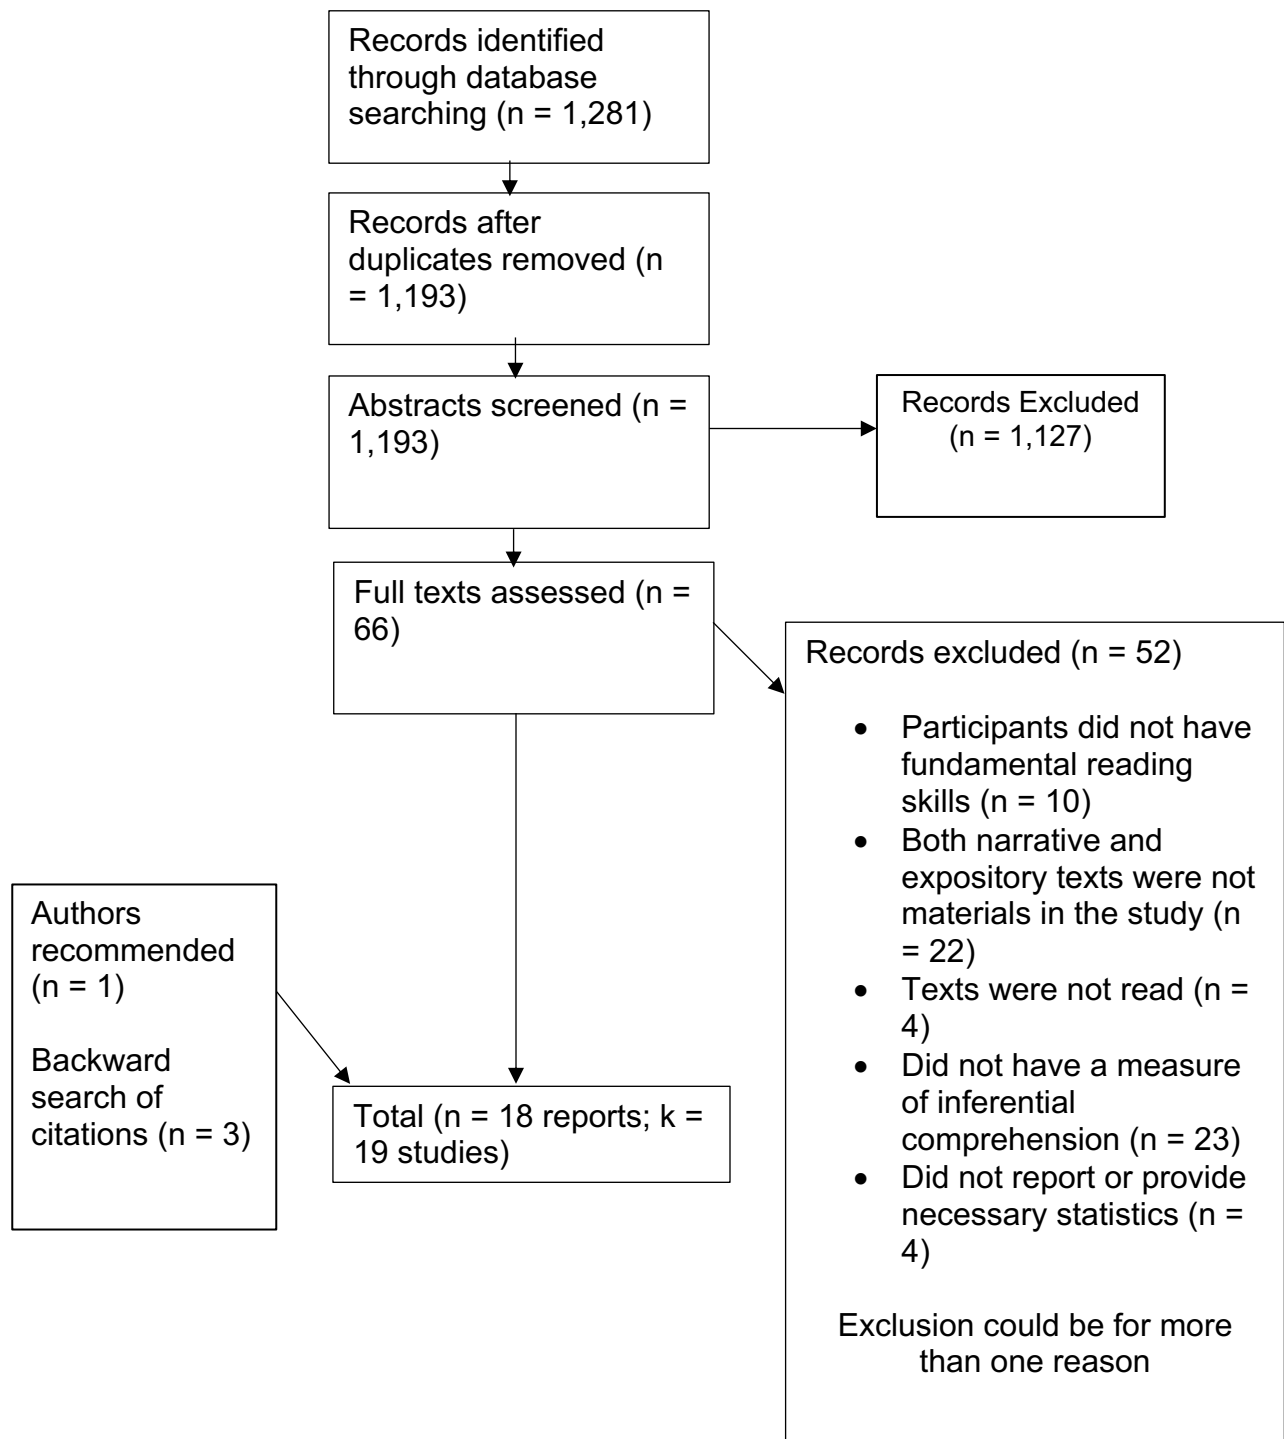 Records identified
through database
searching (n = 1,281)
Records after
duplicates removed (n
= 1,193)
Abstracts screened (n =
1,193)
Records Excluded
(n = 1,127)
Full texts assessed (n =
66)
Records excluded (n = 52)
• Participants did not have
fundamental reading
skills (n = 10)
• Both narrative and
expository texts were not
materials in the study (n
= 22)
• Texts were not read (n =
4)
• Did not have a measure
of inferential
comprehension (n = 23)
• Did not report or provide
necessary statistics (n =
4)
Exclusion could be for more
than one reason
Authors
recommended
(n = 1)
Backward
search of
citations (n = 3)
Total (n = 18 reports; k =
19 studies)